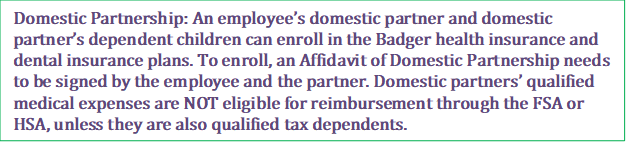 Domestic Partnership: An employee's domestic partner and domestic
partner's dependent children can enroll in the Badger health insurance and
dental insurance plans. To enroll, an Affidavit of Domestic Partnership needs
to be signed by the employee and the partner. Domestic partners' qualified
medical expenses are NOT eligible for reimbursement through the FSA or
HSA, unless they are also qualified tax dependents.